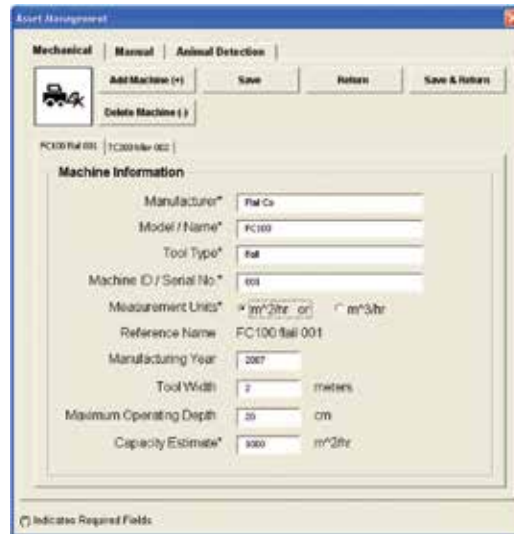 Asset Management
Mechanical Manual Animal Detection
Add Machine (+) Save Return Save & Return
Delete Machine (-)
FC100 flail 001
Machine Information
Manufacturer* Flail Co
Model / Name* FC100
Tool Type* flail
Machine ID / Serial No.* 001
Measurement Units* m^2/hr or m^3/hr
Reference Name FC100 flail 001
Manufacturing Year 2007
Tool Width 2 meters
Maximum Operating Depth 20 cm
Capacity Estimate* m^2/hr
(*) Indicates Required Fields